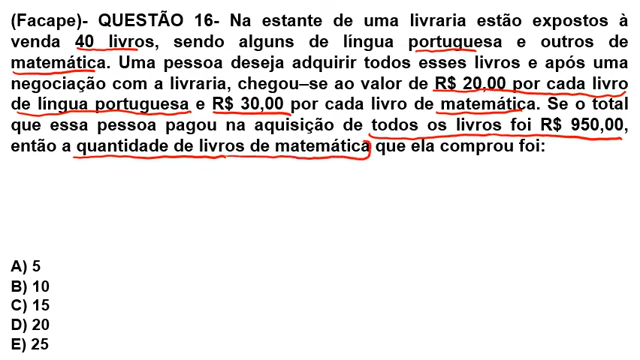 (Facape)- QUESTÃO 16- Na estante de uma livraria estão expostos à
venda 40 livros, sendo alguns de língua portuguesa e outros de
matemática. Uma pessoa deseja adquirir todos esses livros e após uma
negociação com a livraria, chegou–se ao valor de R$ 20,00 por cada livro
de língua portuguesa e R$ 30,00 por cada livro de matemática. Se o total
que essa pessoa pagou na aquisição de todos os livros foi R$ 950,00,
então a quantidade de livros de matemática que ela comprou foi:
A) 5
B) 10
C) 15
D) 20
E) 25